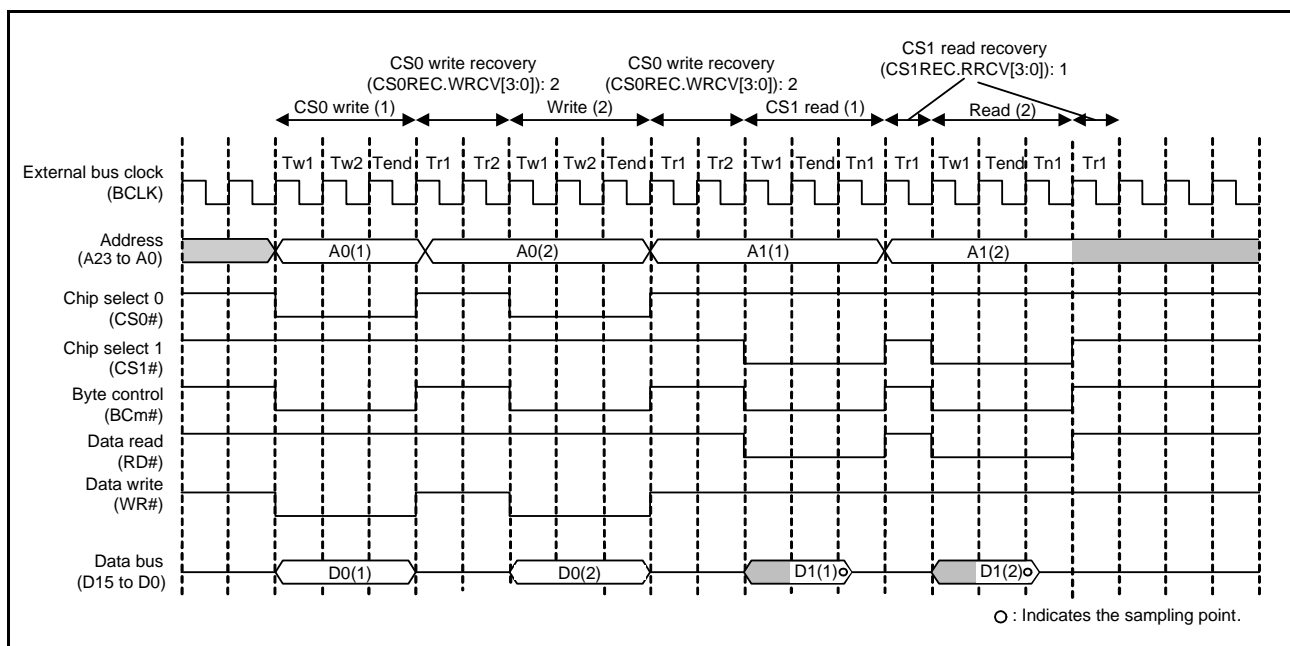 CS1 read recovery
(CS1REC.RRCV[3:0]): 1
CS0 write recovery
(CS0REC.WRCV[3:0]): 2
CS0 write recovery
(CS0REC.WRCV[3:0]): 2
CS0 write (1)
Write (2)
CS1 read (1)
Read (2)
Tw1 Tw2 Tend Tr1 Tr2 Tw1 Tw2 Tend Tr1 Tr2 Tw1 Tend Tn1 Tr1 Tw1 Tend Tn1 Tr1
External bus clock
(BCLK)
Address
(A23 to A0)
A0(1) A0(2) A1(1) A1(2)
Chip select 0
(CS0#)
Chip select 1
(CS1#)
Byte control
(BCm#)
Data read
(RD#)
Data write
(WR#)
Data bus
(D15 to D0)
D0(1) D0(2) D1(1) D1(2)
: Indicates the sampling point.